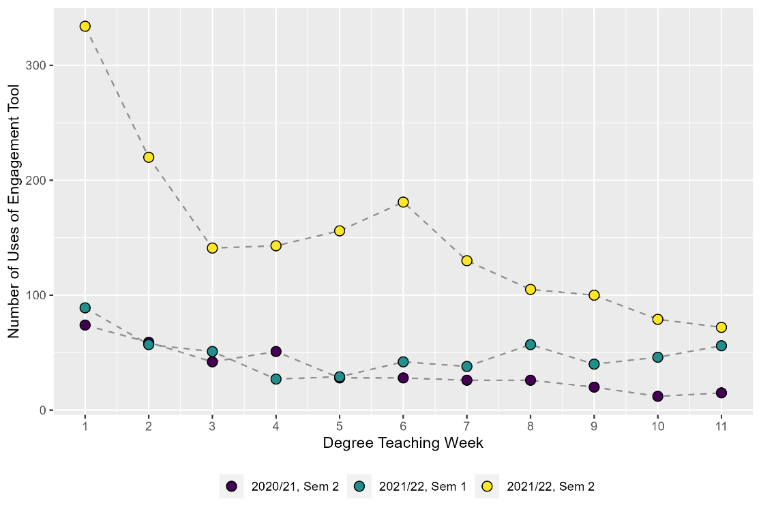 Number of Uses of Engagement Tool
300
200
100
0
1 2 3 4 5 6 7 8 9 10 11
Degree Teaching Week
2020/21, Sem 2 2021/22, Sem 1 2021/22, Sem 2